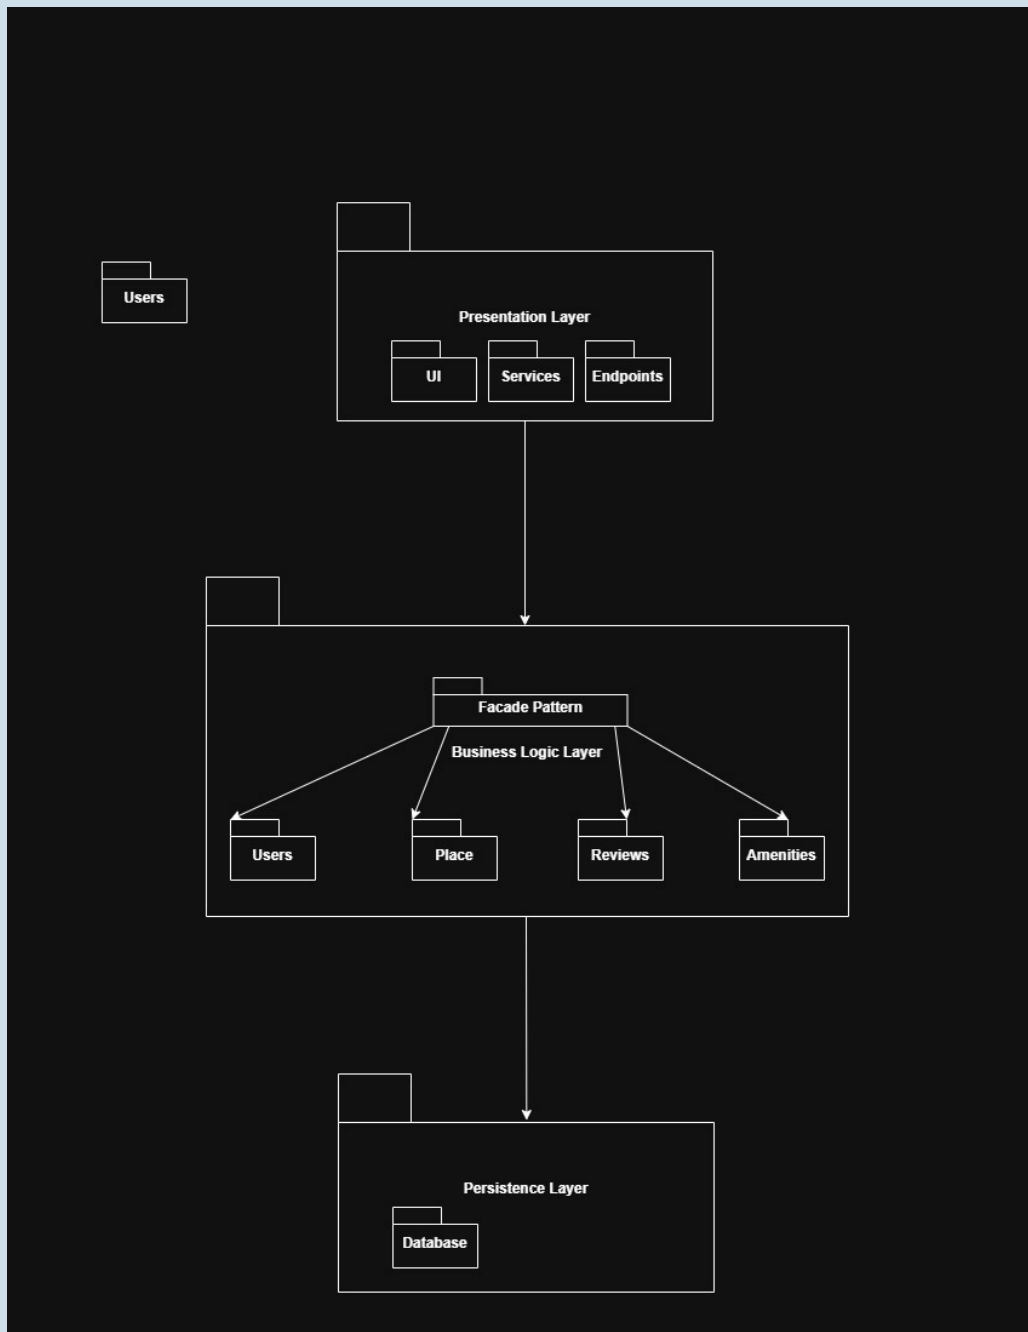 Users
Presentation Layer
UI
Services
Endpoints
Facade Pattern
Business Logic Layer
Users
Place
Reviews
Amenities
Persistence Layer
Database